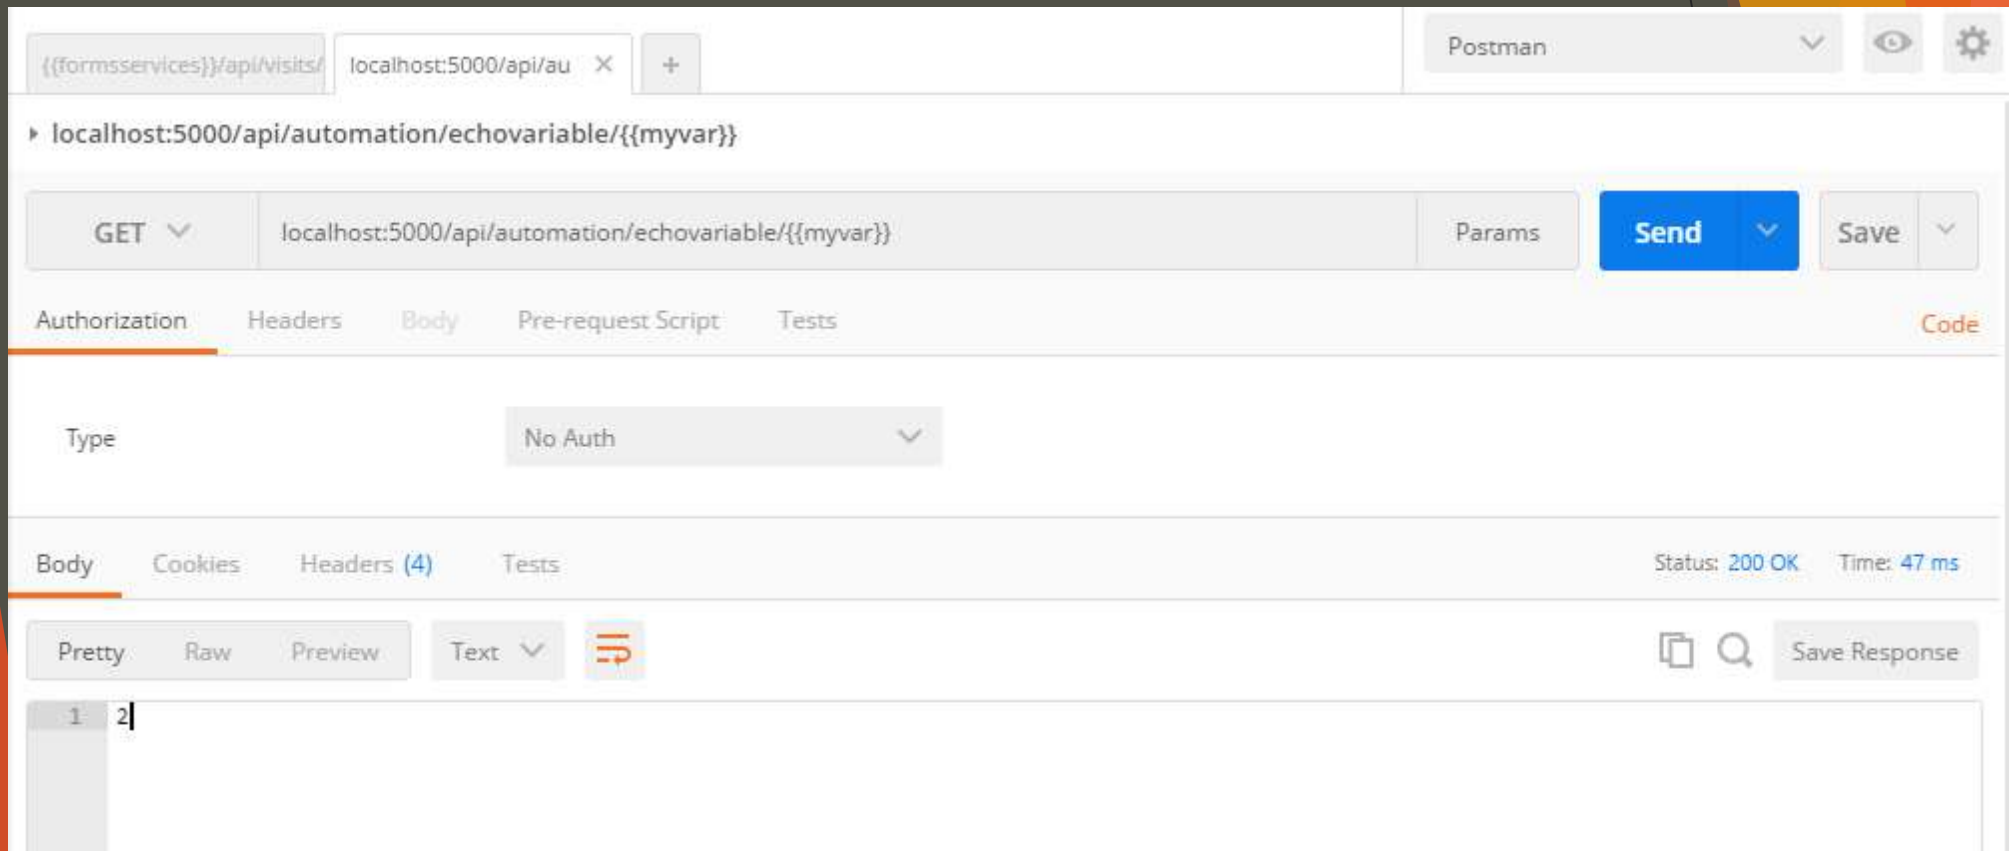 {{formsservices}}/api/visits/ localhost:5000/api/au +
Postman
localhost:5000/api/automation/echovariable/{{myvar}}
GET localhost:5000/api/automation/echovariable/{{myvar}} Params Send Save
Authorization Headers Body Pre-request Script Tests Code
Type No Auth
Body Cookies Headers (4) Tests Status: 200 OK Time: 47 ms
Pretty Raw Preview Text Save Response
1 2